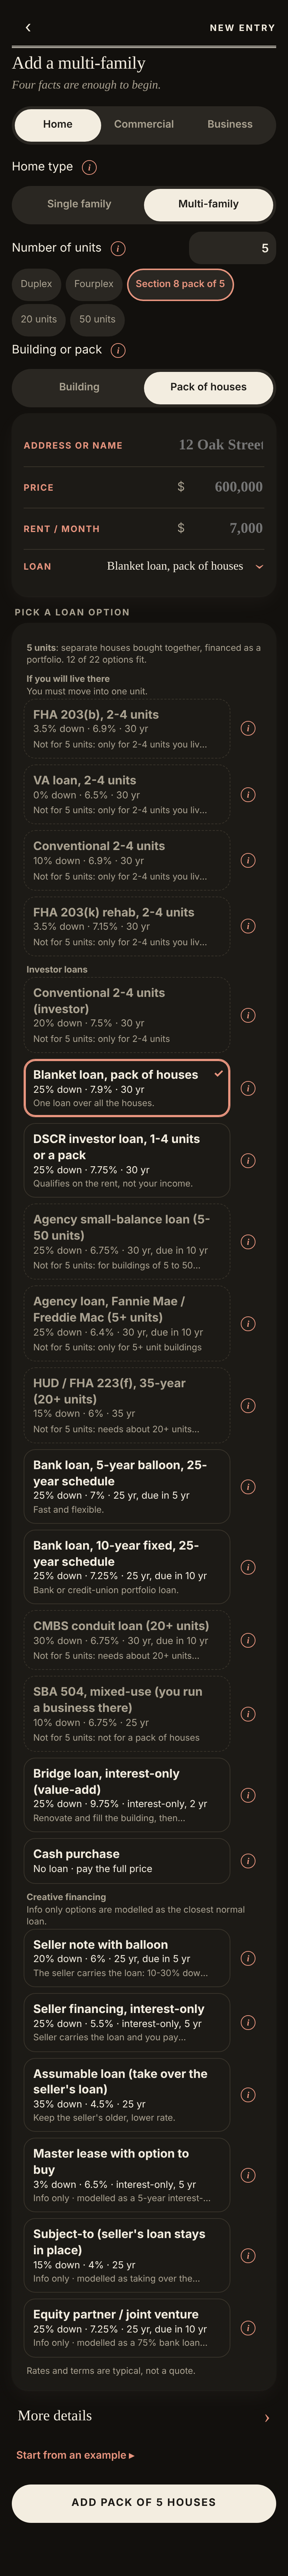 NEW ENTRY
Add a multi-family
Four facts are enough to begin.
Home Commercial Business
Home type i
Single family Multi-family
Number of units i 5
Duplex Fourplex Section 8 pack of 5
20 units 50 units
Building or pack i
Building Pack of houses
ADDRESS OR NAME 12 Oak Street
PRICE $ 600,000
RENT / MONTH $ 7,000
LOAN Blanket loan, pack of houses
PICK A LOAN OPTION
5 units: separate houses bought together, financed as a
portfolio. 12 of 22 options fit.
If you will live there
You must move into one unit.
FHA 203(b), 2-4 units
3.5% down · 6.9% · 30 yr
Not for 5 units: only for 2-4 units you liv...
i
VA loan, 2-4 units
0% down · 6.5% · 30 yr
Not for 5 units: only for 2-4 units you liv...
i
Conventional 2-4 units
10% down · 6.9% · 30 yr
Not for 5 units: only for 2-4 units you liv...
i
FHA 203(k) rehab, 2-4 units
3.5% down · 7.15% · 30 yr
Not for 5 units: only for 2-4 units you liv...
i
Investor loans
Conventional 2-4 units
(investor)
20% down · 7.5% · 30 yr
Not for 5 units: only for 2-4 units
i
Blanket loan, pack of houses
25% down · 7.9% · 30 yr
One loan over all the houses.
i
DSCR investor loan, 1-4 units
or a pack
25% down · 7.75% · 30 yr
Qualifies on the rent, not your income.
i
Agency small-balance loan (5-
50 units)
25% down · 6.75% · 30 yr, due in 10 yr
Not for 5 units: for buildings of 5 to 50...
i
Agency loan, Fannie Mae /
Freddie Mac (5+ units)
25% down · 6.4% · 30 yr, due in 10 yr
Not for 5 units: only for 5+ unit buildings
i
HUD / FHA 223(f), 35-year
(20+ units)
15% down · 6% · 35 yr
Not for 5 units: needs about 20+ units...
i
Bank loan, 5-year balloon, 25-
year schedule
25% down · 7% · 25 yr, due in 5 yr
Fast and flexible.
i
Bank loan, 10-year fixed, 25-
year schedule
25% down · 7.25% · 25 yr, due in 10 yr
Bank or credit-union portfolio loan.
i
CMBS conduit loan (20+ units)
30% down · 6.75% · 30 yr, due in 10 yr
Not for 5 units: needs about 20+ units...
i
SBA 504, mixed-use (you run
a business there)
10% down · 6.75% · 25 yr
Not for 5 units: not for a pack of houses
i
Bridge loan, interest-only
(value-add)
25% down · 9.75% · interest-only, 2 yr
Renovate and fill the building, then...
i
Cash purchase
No loan · pay the full price
i
Creative financing
Info only options are modelled as the closest normal
loan.
Seller note with balloon
20% down · 6% · 25 yr, due in 5 yr
The seller carries the loan: 10-30% dow...
i
Seller financing, interest-only
25% down · 5.5% · interest-only, 5 yr
Seller carries the loan and you pay...
i
Assumable loan (take over the
seller's loan)
35% down · 4.5% · 25 yr
Keep the seller's older, lower rate.
i
Master lease with option to
buy
3% down · 6.5% · interest-only, 5 yr
Info only · modelled as a 5-year interest-...
i
Subject-to (seller's loan stays
in place)
15% down · 4% · 25 yr
Info only · modelled as taking over the...
i
Equity partner / joint venture
25% down · 7.25% · 25 yr, due in 10 yr
Info only · modelled as a 75% bank loan...
i
Rates and terms are typical, not a quote.
More details
Start from an example ▸
ADD PACK OF 5 HOUSES